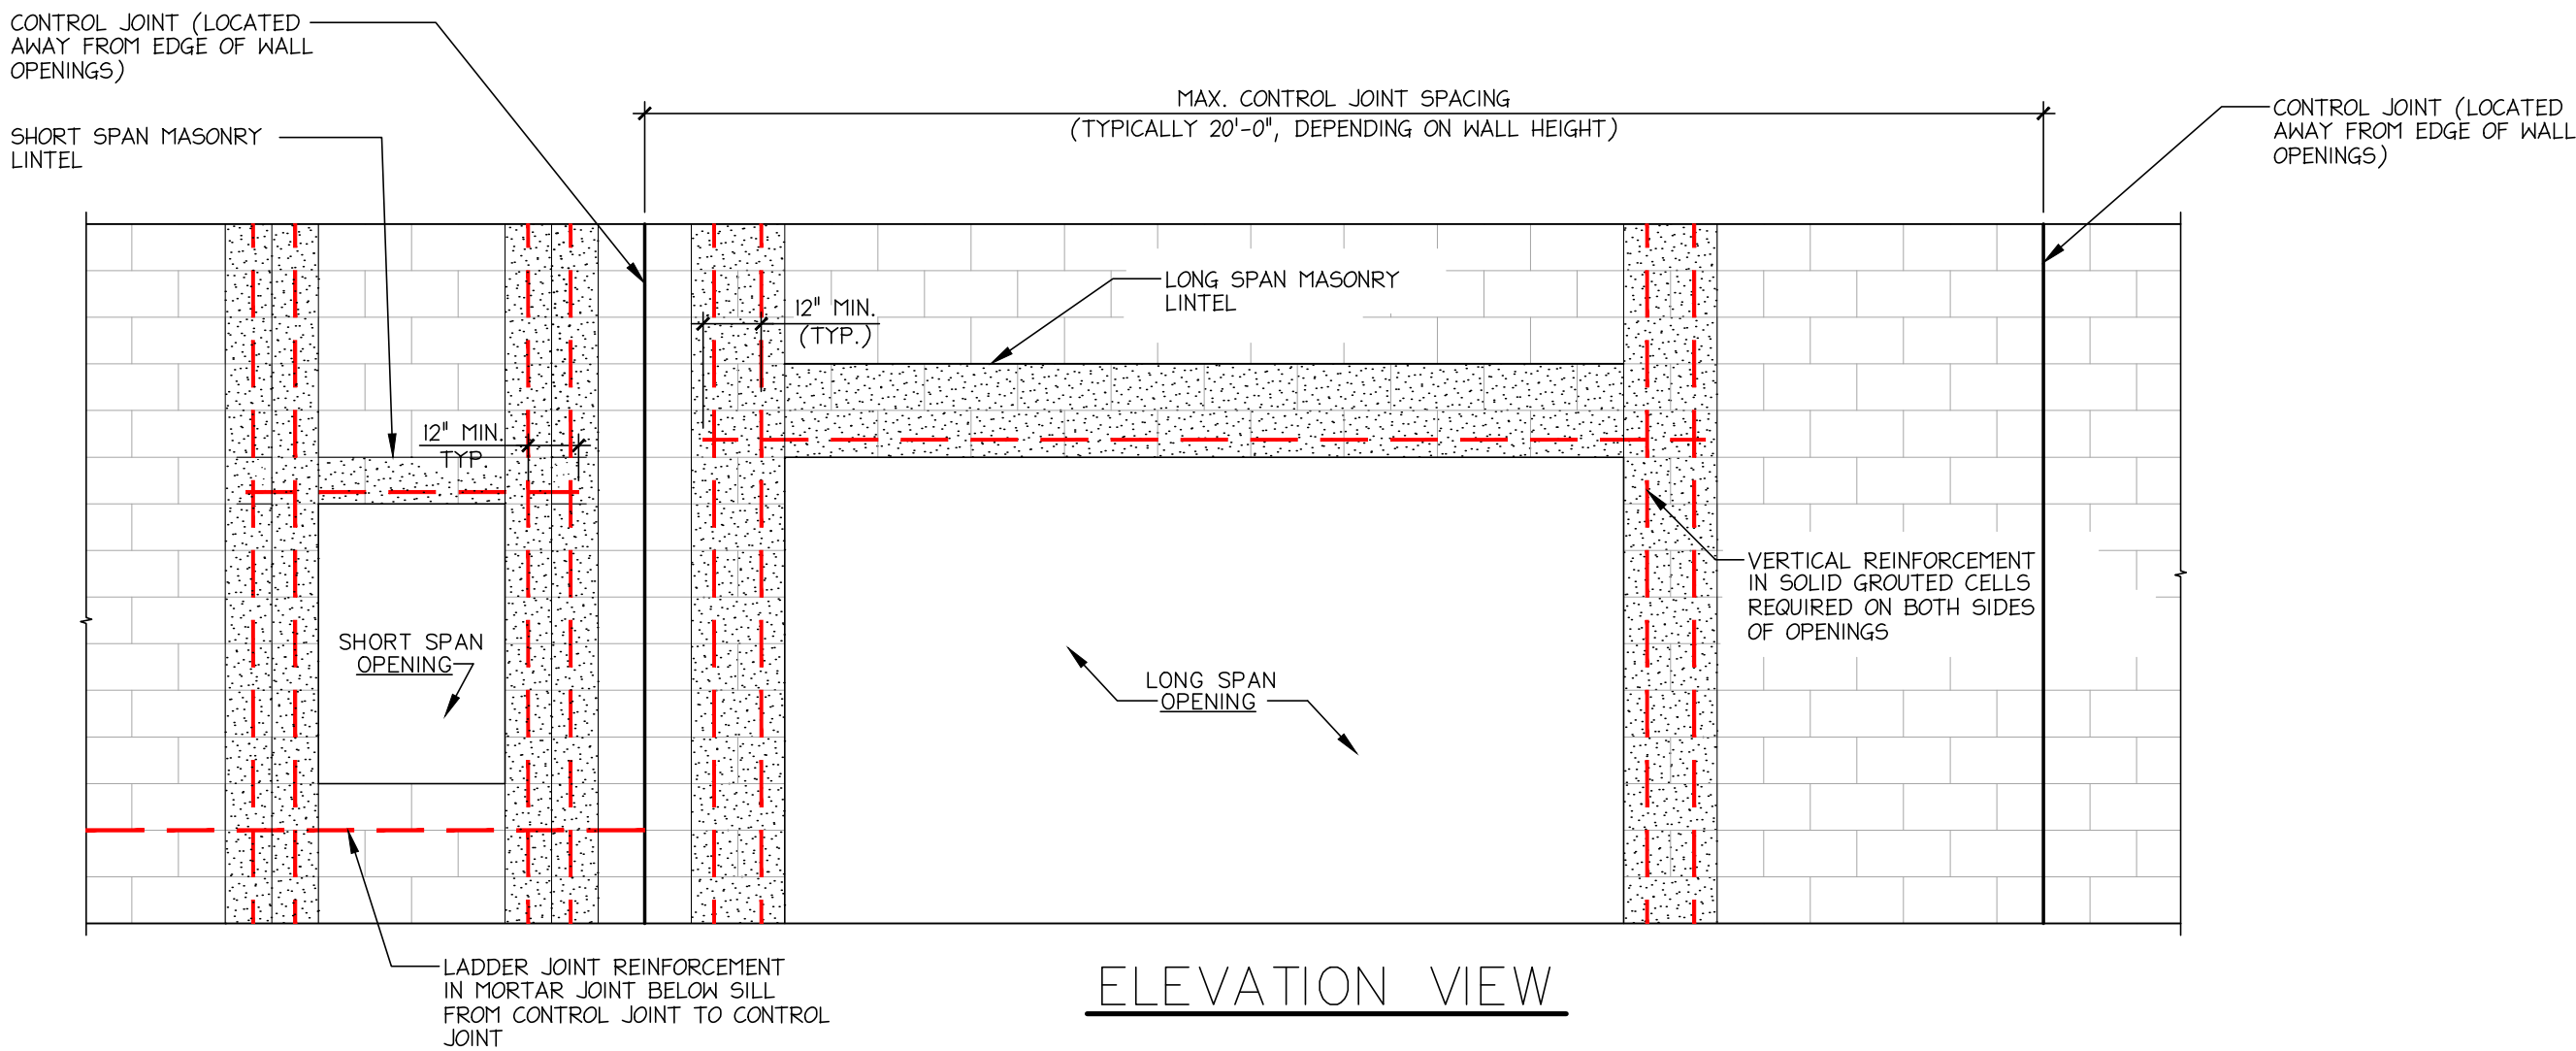 CONTROL JOINT (LOCATED
AWAY FROM EDGE OF WALL
OPENINGS)
SHORT SPAN MASONRY
LINTEL
MAX. CONTROL JOINT SPACING
(TYPICALLY 20'-0", DEPENDING ON WALL HEIGHT)
CONTROL JOINT (LOCATED
AWAY FROM EDGE OF WALL
OPENINGS)
LONG SPAN MASONRY
LINTEL
12" MIN.
(TYP.)
12" MIN.
TYP.
VERTICAL REINFORCEMENT
IN SOLID GROUTED CELLS
REQUIRED ON BOTH SIDES
OF OPENINGS
SHORT SPAN
OPENING
LONG SPAN
OPENING
LADDER JOINT REINFORCEMENT
IN MORTAR JOINT BELOW SILL
FROM CONTROL JOINT TO CONTROL
JOINT
ELEVATION VIEW